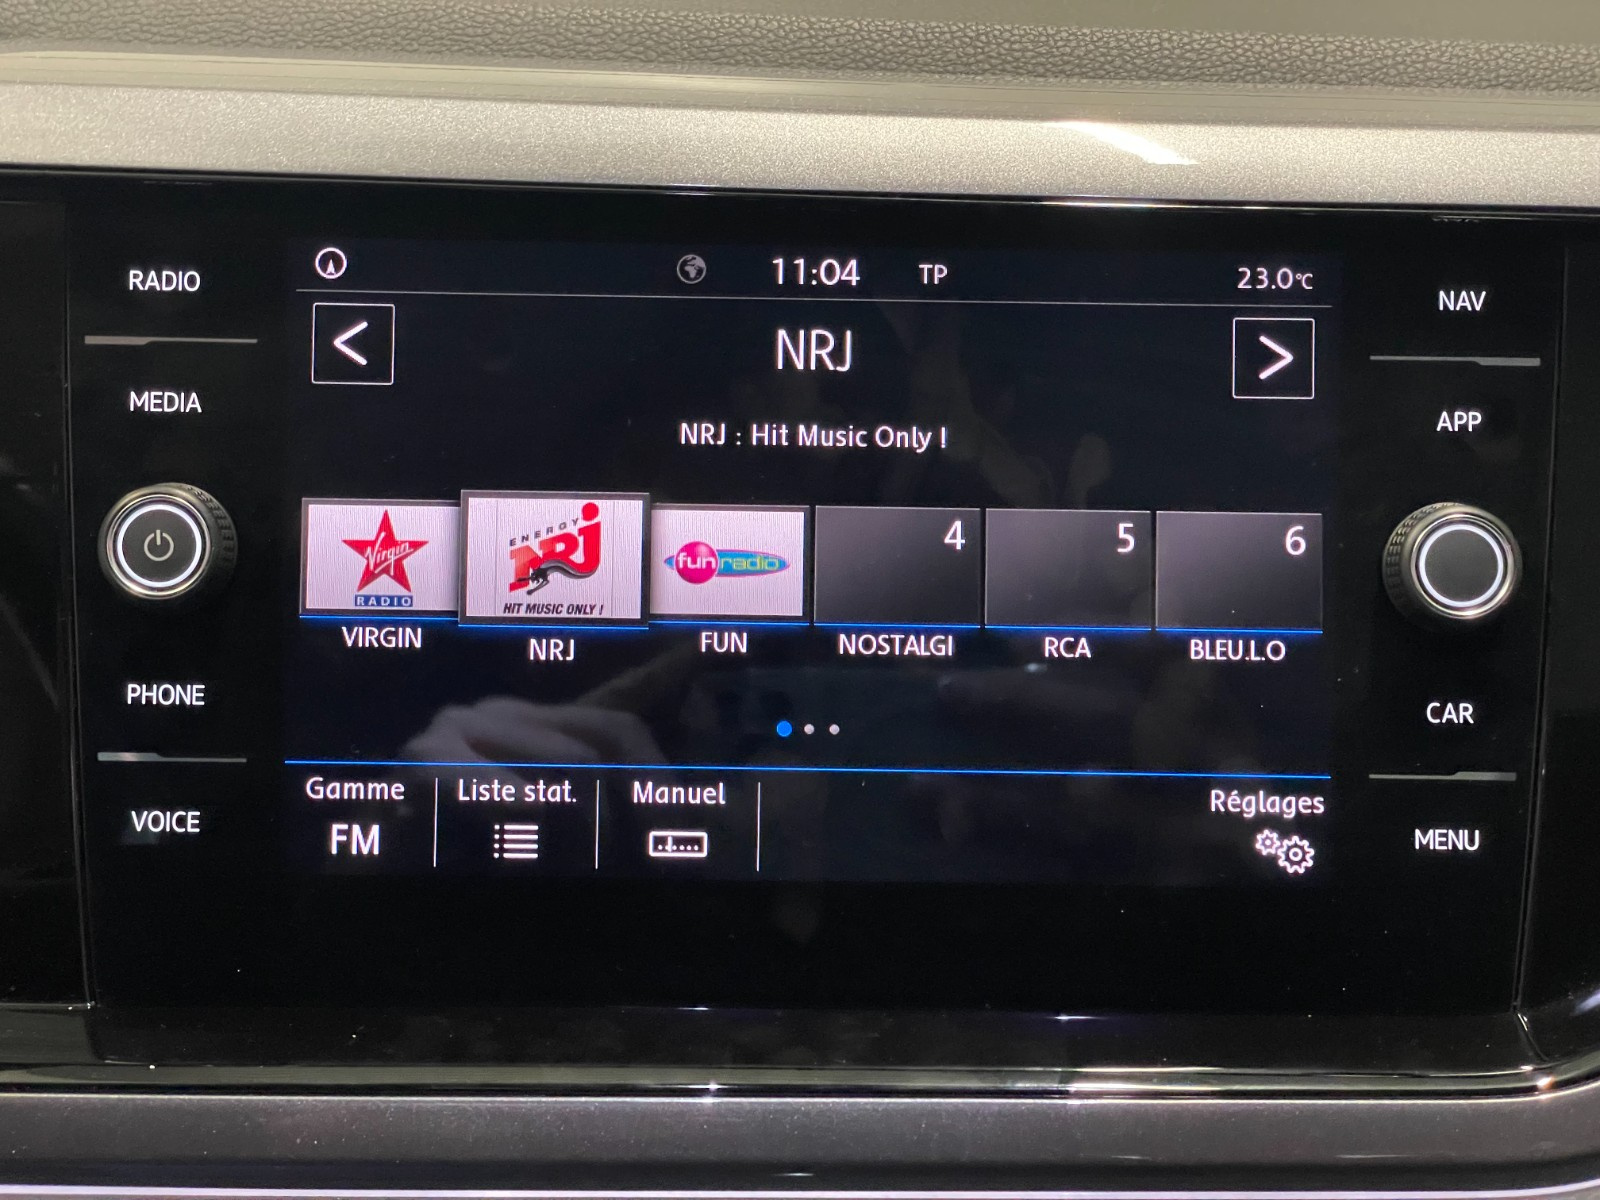 RADIO
MEDIA
PHONE
VOICE
11:04 TP 23.0°C
<
NRJ
>
NRJ : Hit Music Only !
Virgin
RADIO
ENERGY
NRJ
HIT MUSIC ONLY !
fun radio
4
5
6
VIRGIN
NRJ
FUN
NOSTALGI
RCA
BLEU.L.O
Gamme
FM
Liste stat.
Manuel
Réglages
NAV
APP
CAR
MENU